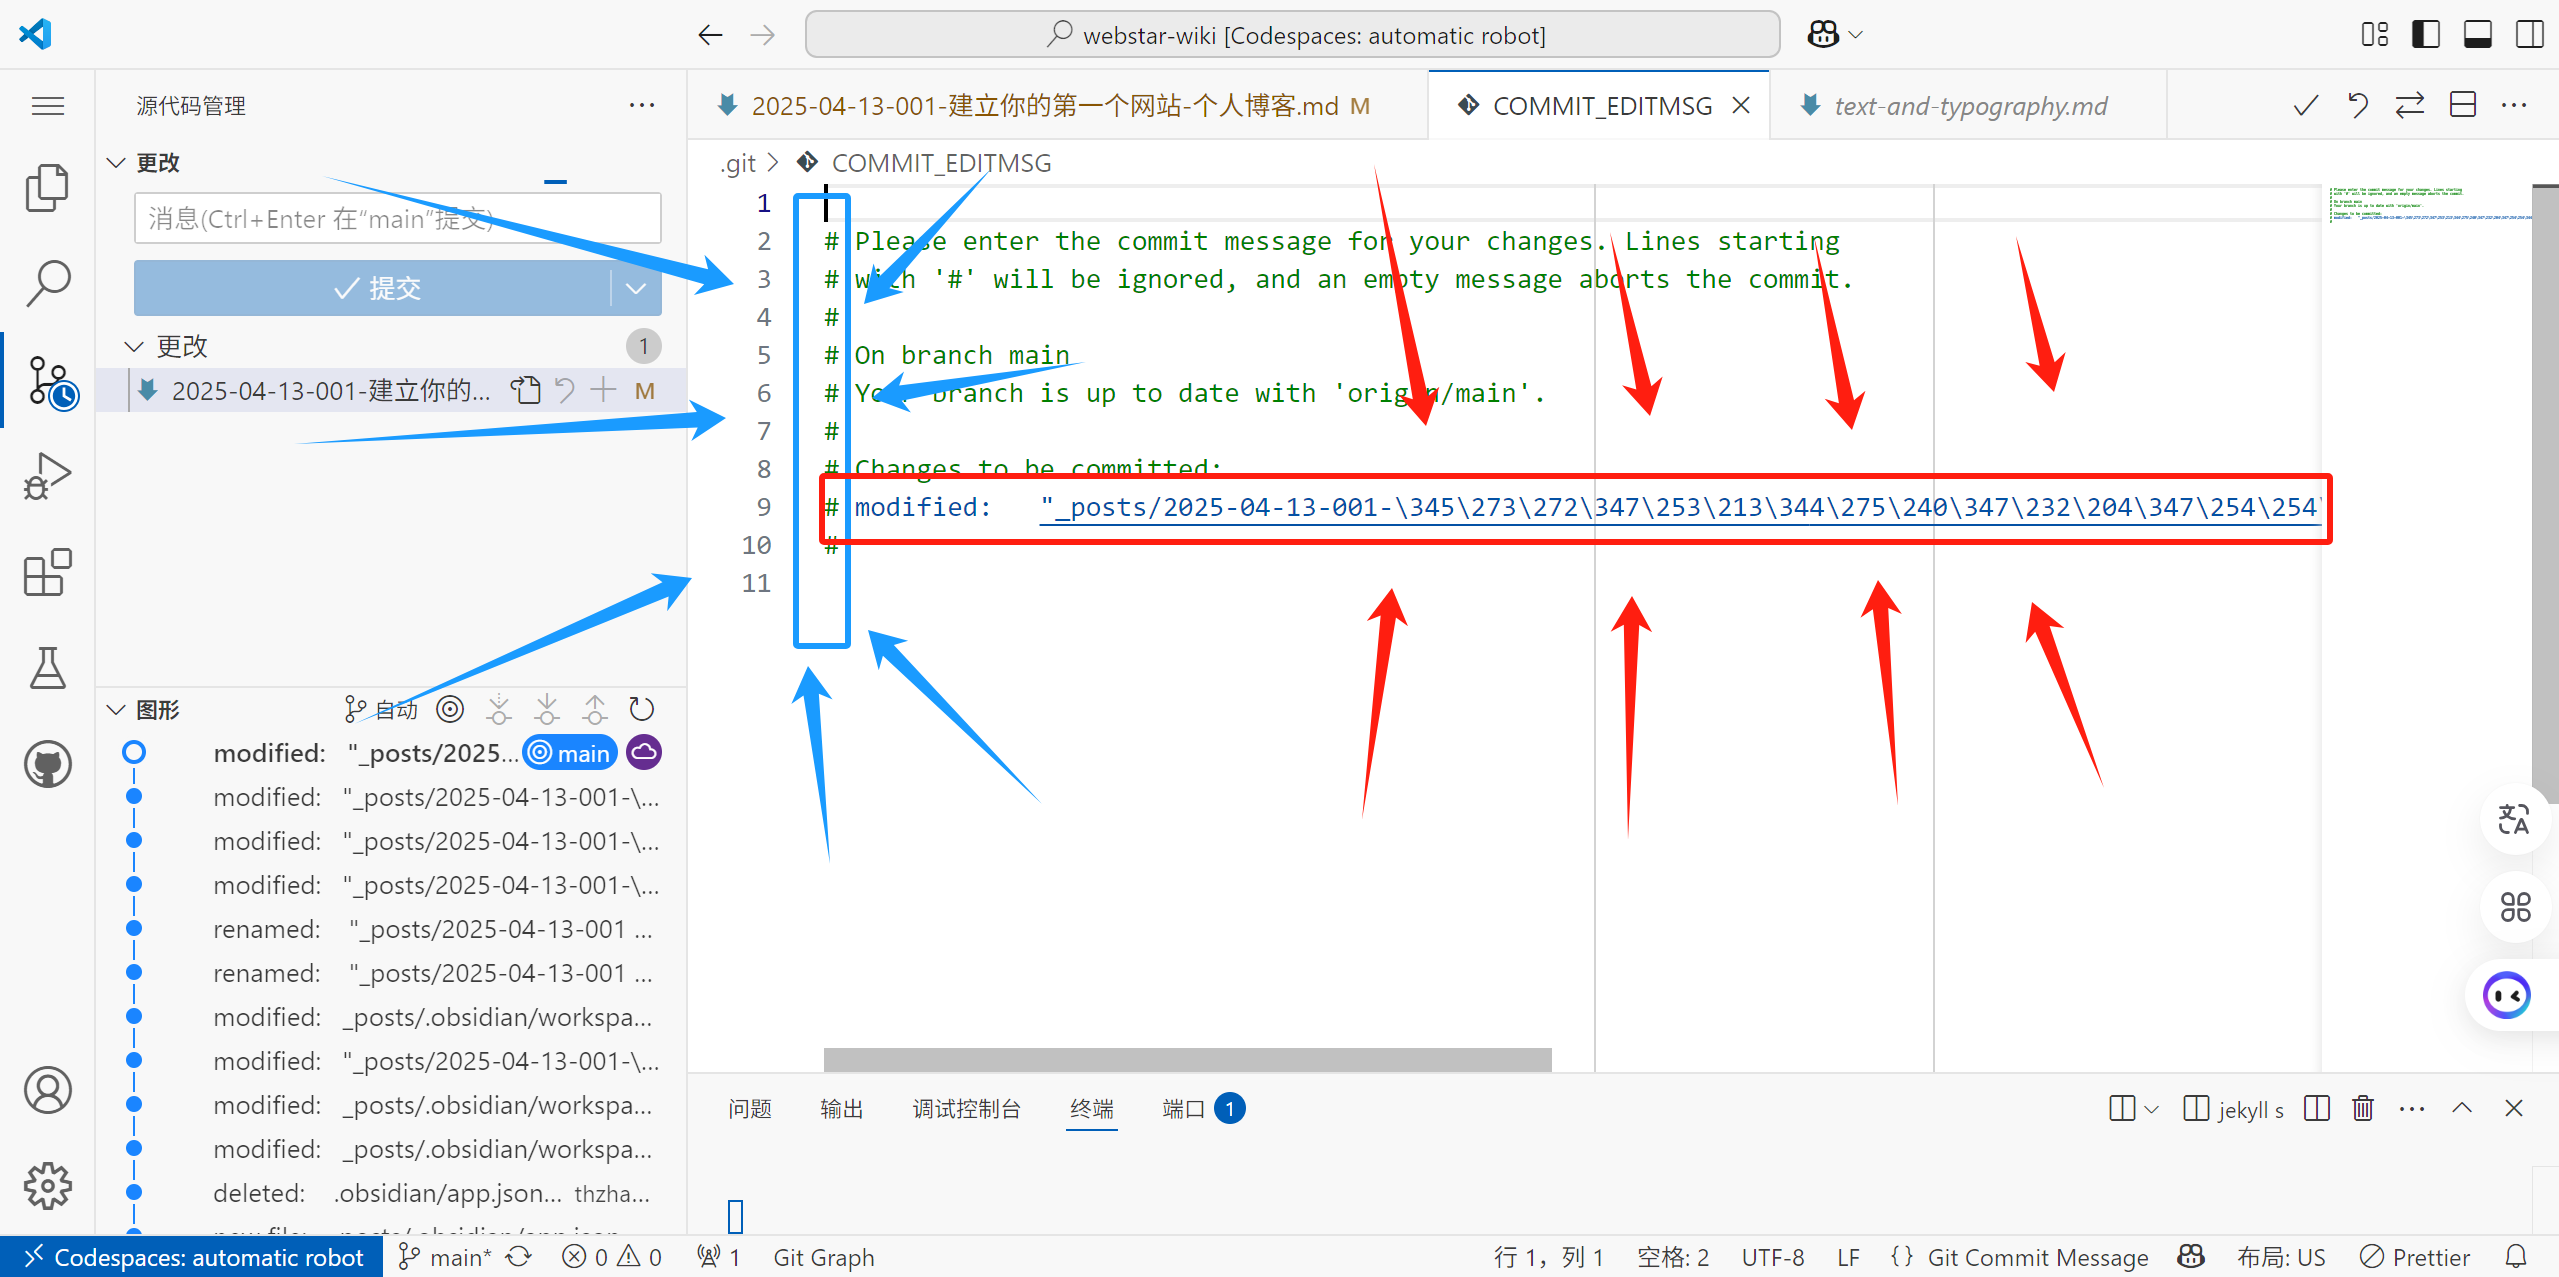 webstar-wiki [Codespaces: automatic robot]
源代码管理
更改
消息(Ctrl+Enter 在“main”提交)
提交
更改
1
2025-04-13-001-建立你的... M
图形
自动
modified: "_posts/2025... main
modified: "_posts/2025-04-13-001-\...
modified: "_posts/2025-04-13-001-\...
modified: "_posts/2025-04-13-001-\...
renamed: "_posts/2025-04-13-001 ...
renamed: "_posts/2025-04-13-001 ...
modified: _posts/.obsidian/workspa...
modified: "_posts/2025-04-13-001-\...
modified: _posts/.obsidian/workspa...
modified: _posts/.obsidian/workspa...
deleted: .obsidian/app.json... thzha...
2025-04-13-001-建立你的第一个网站-个人博客.md M
COMMIT_EDITMSG
text-and-typography.md
.git > COMMIT_EDITMSG
1
2 # Please enter the commit message for your changes. Lines starting
3 # with '#' will be ignored, and an empty message aborts the commit.
4 #
5 # On branch main
6 # Your branch is up to date with 'origin/main'.
7 #
8 # Changes to be committed:
9 # modified: "_posts/2025-04-13-001-\345\273\272\347\253\213\344\275\240\347\232\204\347\254\254\
10 #
11
问题
输出
调试控制台
终端
端口 1
jekyll s
Codespaces: automatic robot
main*
0
0
1
Git Graph
行 1，列 1
空格: 2
UTF-8
LF
{} Git Commit Message
布局: US
Prettier